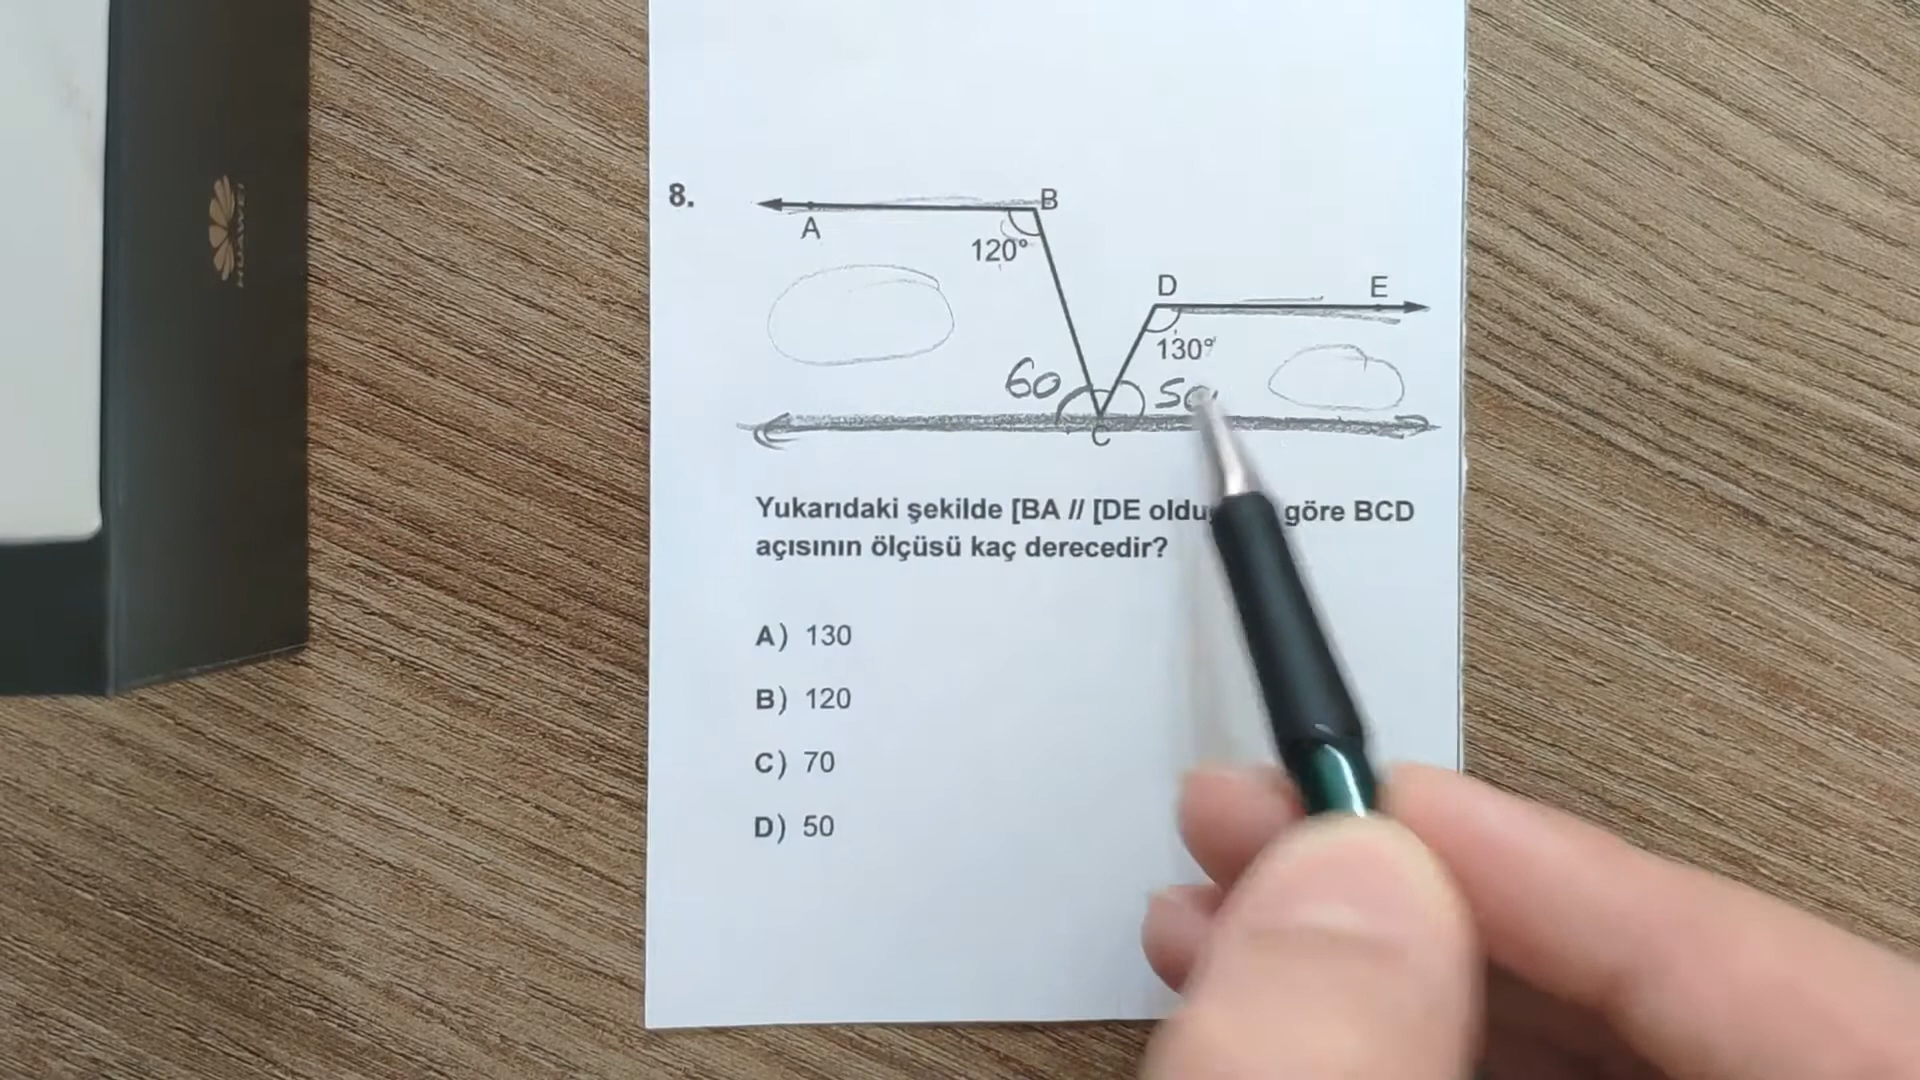 HUAWEI
8.
B
A
120°
D
E
130°
60
50
C
Yukarıdaki şekilde [BA // [DE göre BCD
açısının ölçüsü kaç derecedir?
A) 130
B) 120
C) 70
D) 50